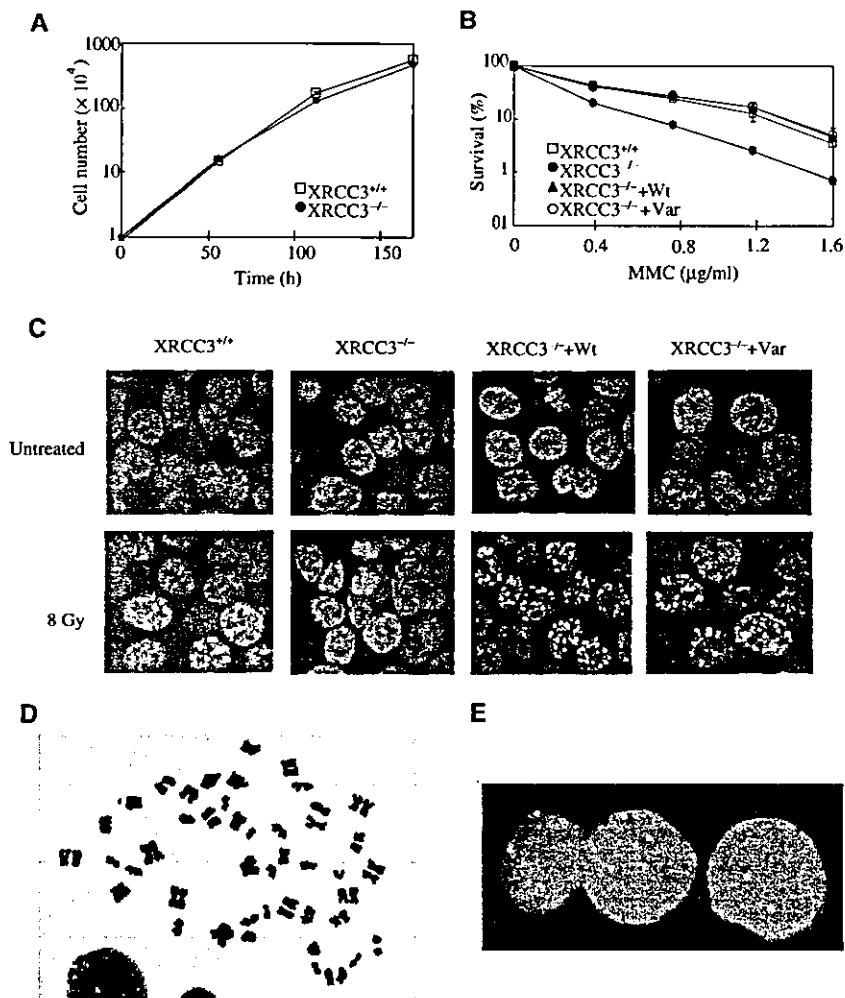 A
Cell number (× 10⁴)
1000
100
10
1
0
50
100
150
Time (h)
XRCC3+/+
XRCC3−/−
B
Survival (%)
100
10
1
01
0
0.4
0.8
1.2
1.6
MMC (µg/ml)
XRCC3+/+
XRCC3-/-
XRCC3−/−+Wt
XRCC3−/−+Var
C
XRCC3+/+
XRCC3−/−
XRCC3-/-+Wt
XRCC3−/−+Var
Untreated
8 Gy
D
E